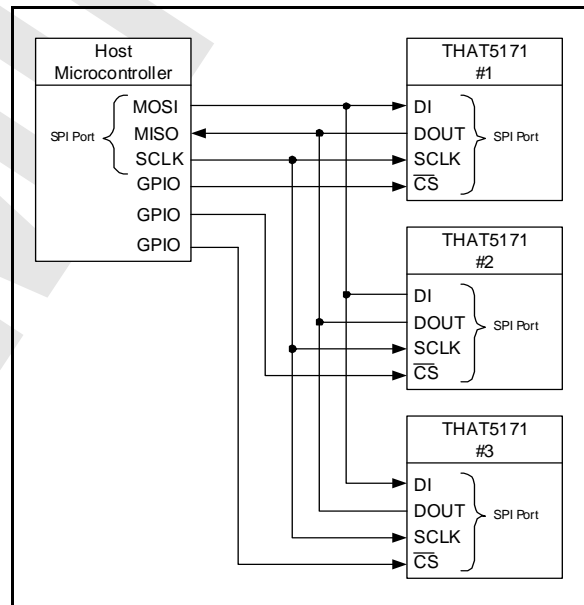 Host
Microcontroller
SPI Port
MOSI
MISO
SCLK
GPIO
GPIO
GPIO
THAT5171
#1
DI
DOUT
SCLK
CS
SPI Port
THAT5171
#2
DI
DOUT
SCLK
CS
SPI Port
THAT5171
#3
DI
DOUT
SCLK
CS
SPI Port